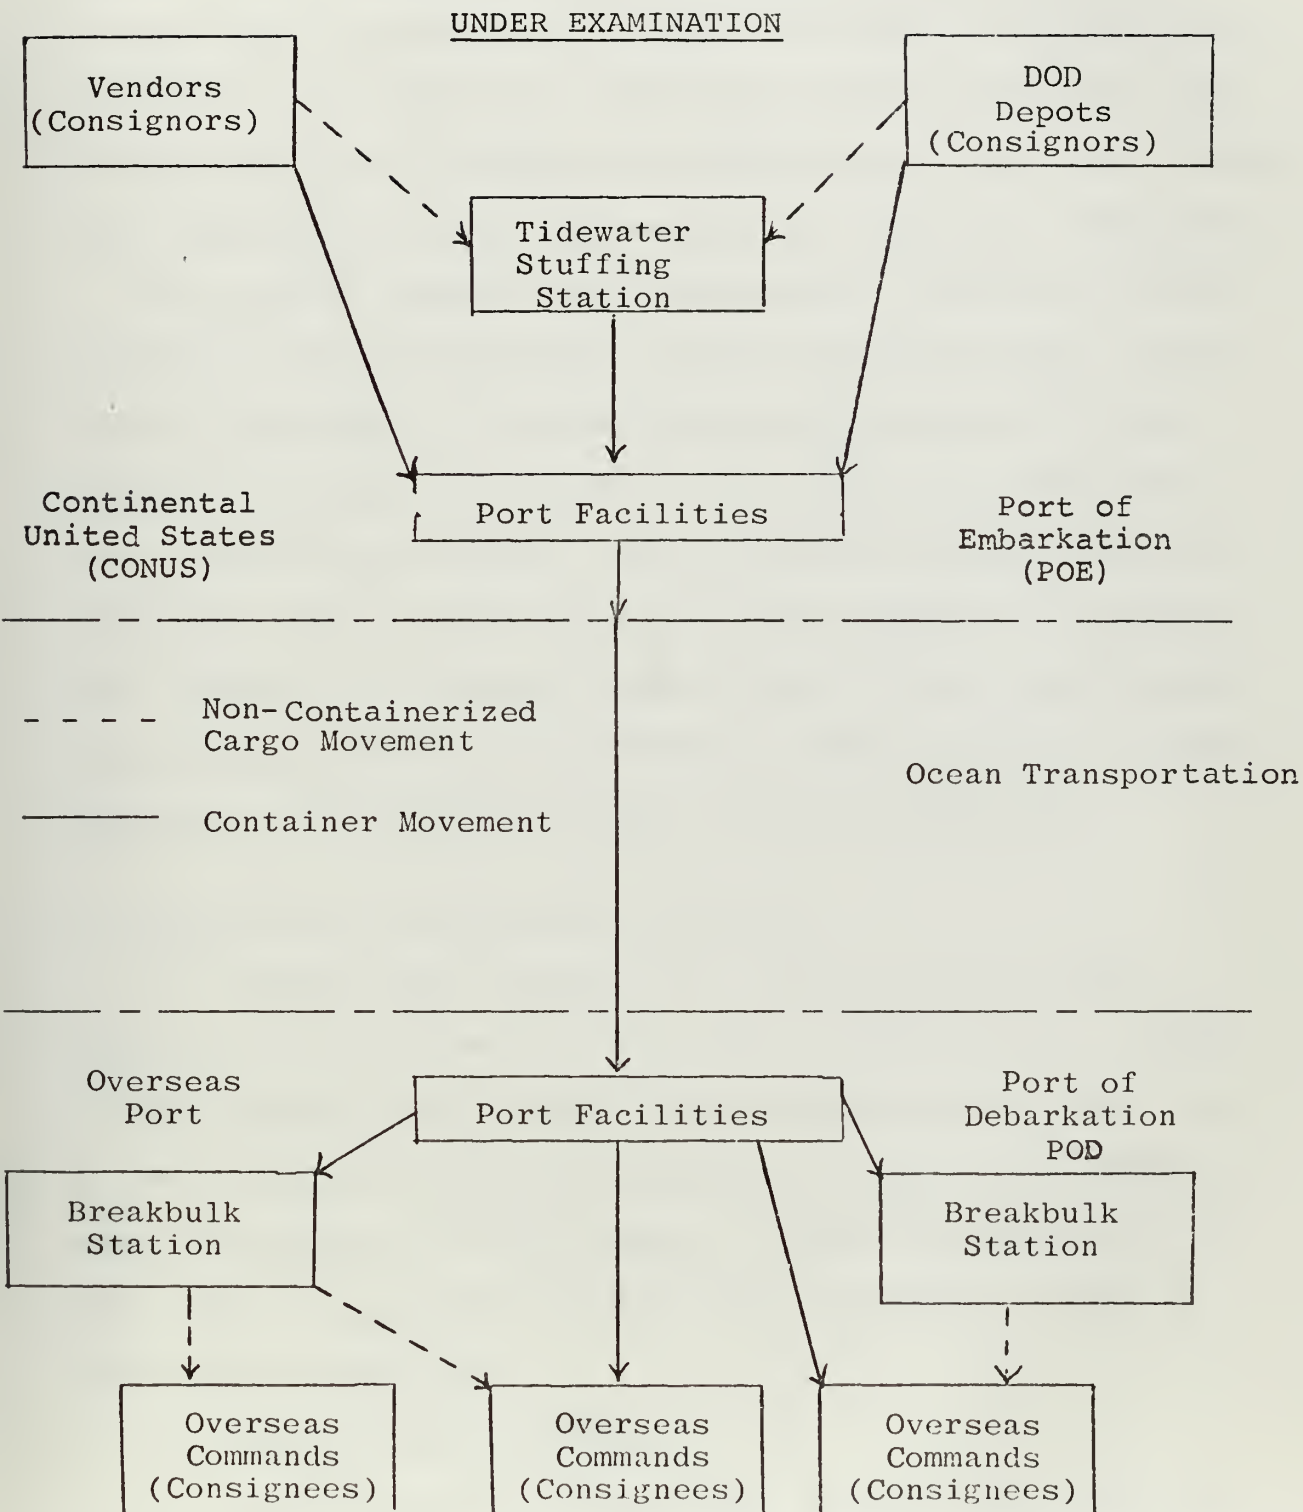 UNDER EXAMINATION
Vendors
(Consignors)
DOD
Depots
(Consignors)
Tidewater
Stuffing
Station
Continental
United States
(CONUS)
Port Facilities
Port of
Embarkation
(POE)
Non-Containerized
Cargo Movement
Container Movement
Ocean Transportation
Overseas
Port
Port Facilities
Port of
Debarkation
POD
Breakbulk
Station
Breakbulk
Station
Overseas
Commands
(Consignees)
Overseas
Commands
(Consignees)
Overseas
Commands
(Consignees)